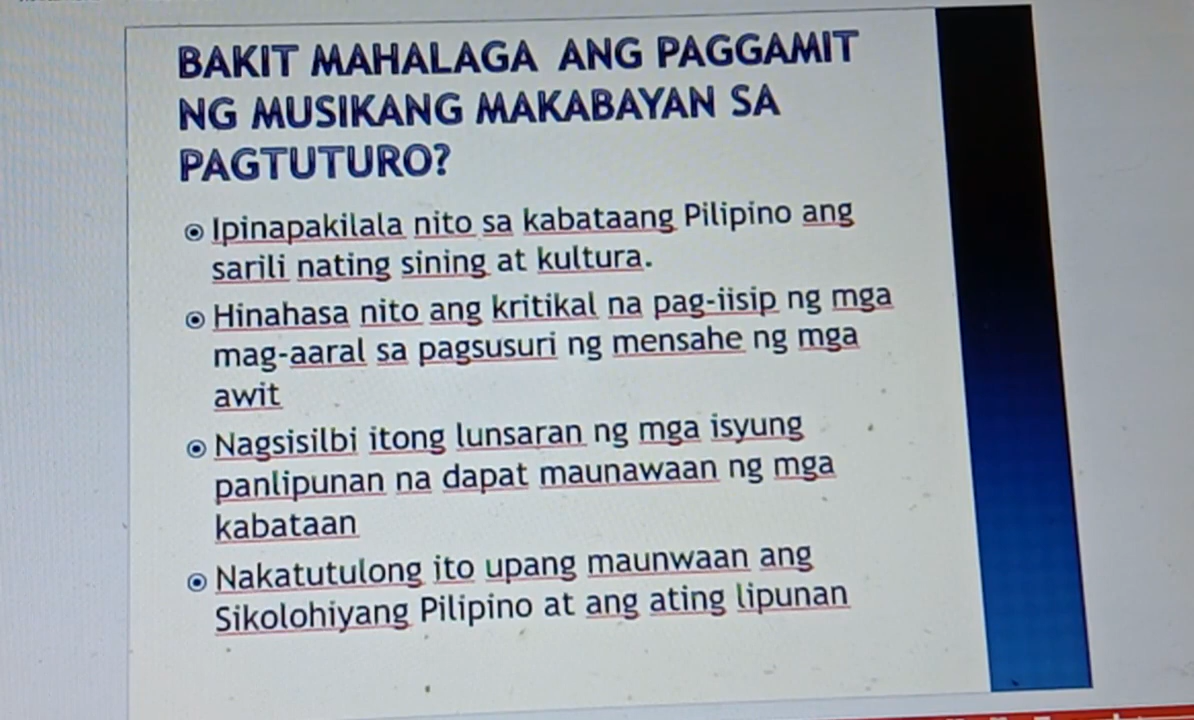 BAKIT MAHALAGA ANG PAGGAMIT
NG MUSIKANG MAKABAYAN SA
PAGTUTURO?
Ipinapakilala nito sa kabataang Pilipino ang
sarili nating sining at kultura.
Hinahasa nito ang kritikal na pag-iisip ng mga
mag-aaral sa pagsusuri ng mensahe ng mga
awit
Nagsisilbi itong lunsaran ng mga isyung
panlipunan na dapat maunawaan ng mga
kabataan
Nakatutulong ito upang maunwaan ang
Sikolohiyang Pilipino at ang ating lipunan